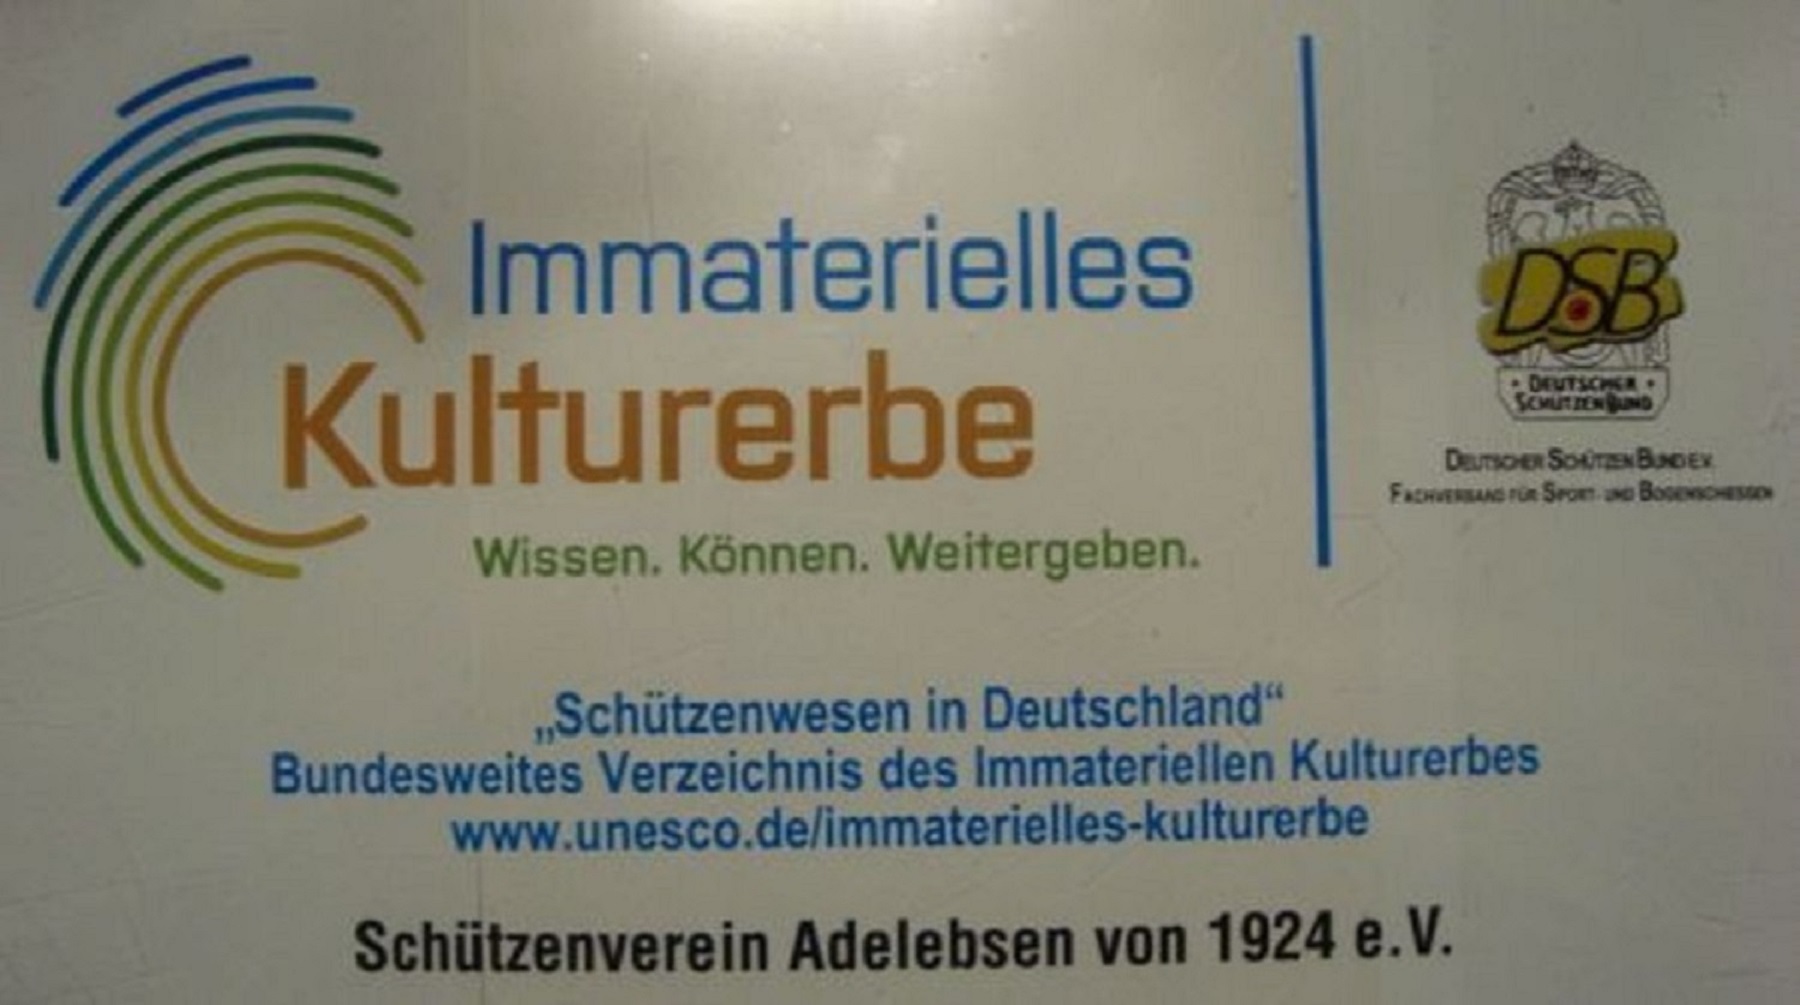 Immaterielles
Kulturerbe
Wissen. Können. Weitergeben.
DSB
• DEUTSCHER •
SCHÜTZENBUND
DEUTSCHER SCHÜTZENBUND E.V.
FACHVERBAND FÜR SPORT- UND BOGENSCHIESSEN
„Schützenwesen in Deutschland“
Bundesweites Verzeichnis des Immateriellen Kulturerbes
www.unesco.de/immaterielles-kulturerbe
Schützenverein Adelebsen von 1924 e.V.